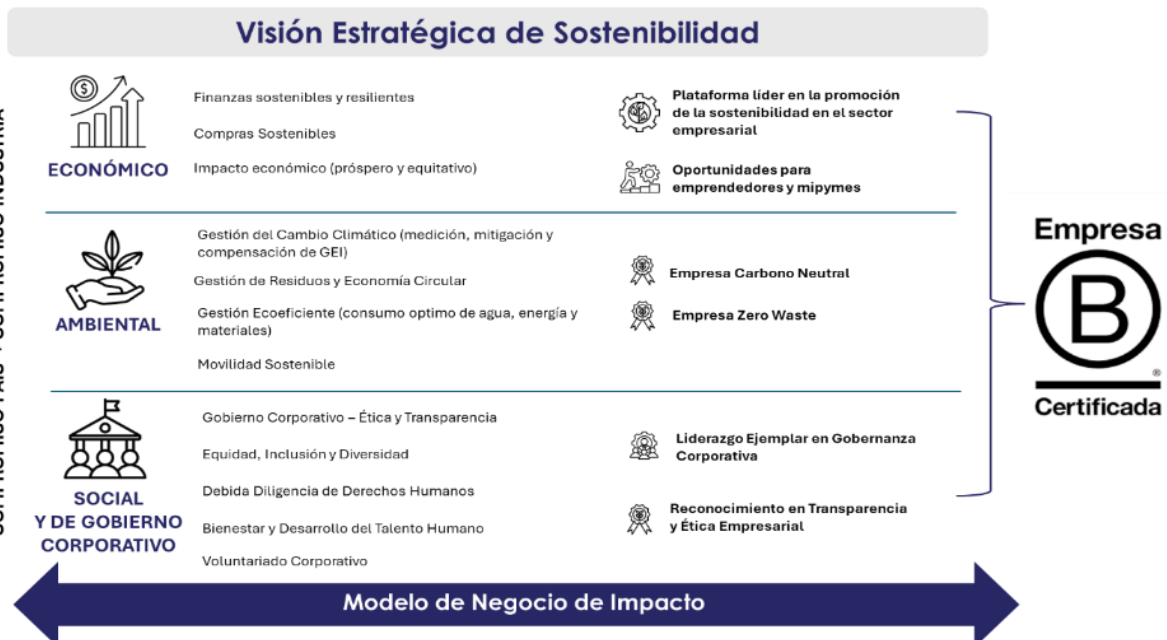 Visión Estratégica de Sostenibilidad
ECONÓMICO
Finanzas sostenibles y resilientes
Compras Sostenibles
Impacto económico (próspero y equitativo)
Plataforma líder en la promoción
de la sostenibilidad en el sector
empresarial
Oportunidades para
emprendedores y mipymes
AMBIENTAL
Gestión del Cambio Climático (medición, mitigación y
compensación de GEI)
Gestión de Residuos y Economía Circular
Gestión Ecoeficiente (consumo optimo de agua, energía y
materiales)
Movilidad Sostenible
Empresa Carbono Neutral
Empresa Zero Waste
SOCIAL
Y DE GOBIERNO
CORPORATIVO
Gobierno Corporativo – Ética y Transparencia
Equidad, Inclusión y Diversidad
Debida Diligencia de Derechos Humanos
Bienestar y Desarrollo del Talento Humano
Voluntariado Corporativo
Liderazgo Ejemplar en Gobernanza
Corporativa
Reconocimiento en Transparencia
y Ética Empresarial
Empresa
B
®
Certificada
Modelo de Negocio de Impacto